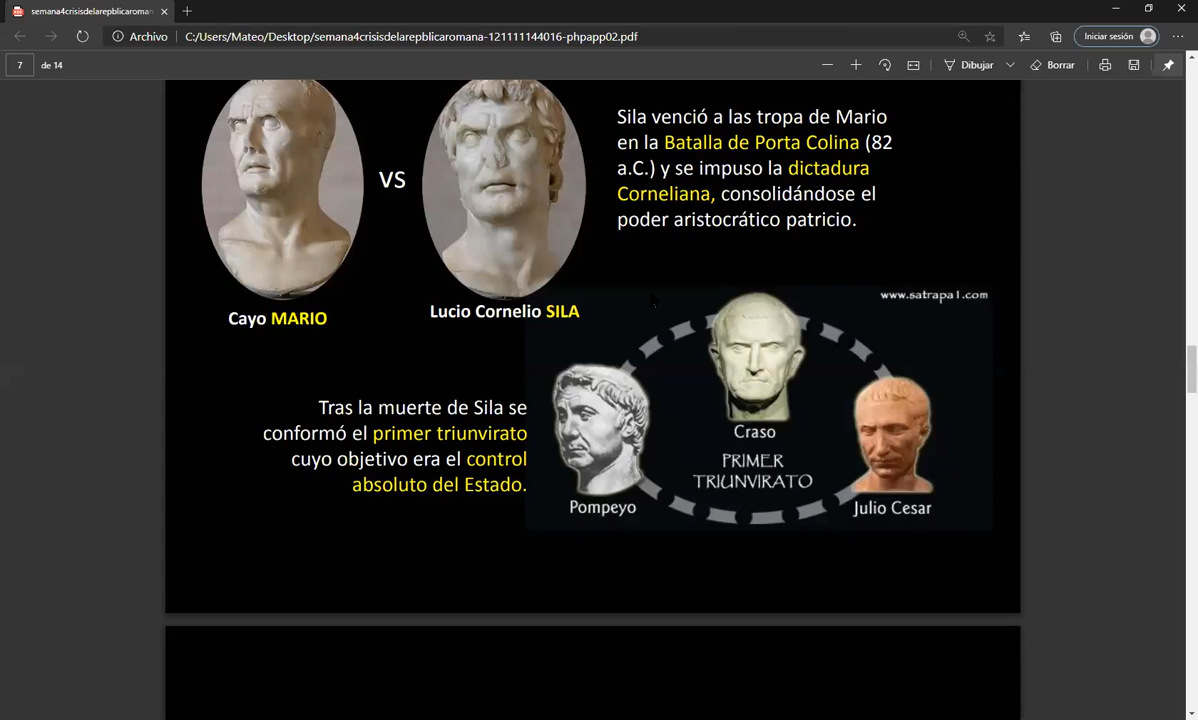 semana4crisisdelarepblicaroman
Archivo
C:/Users/Mateo/Desktop/semana4crisisdelarepblicaromana-121111144016-phpapp02.pdf
Iniciar sesión
7
de 14
Dibujar
Borrar
Sila venció a las tropa de Mario
en la Batalla de Porta Colina (82
a.C.) y se impuso la dictadura
Corneliana, consolidándose el
poder aristocrático patricio.
VS
Cayo MARIO
Lucio Cornelio SILA
www.satrapa1.com
Tras la muerte de Sila se
conformó el primer triunvirato
cuyo objetivo era el control
absoluto del Estado.
Craso
PRIMER
TRIUNVIRATO
Pompeyo
Julio Cesar